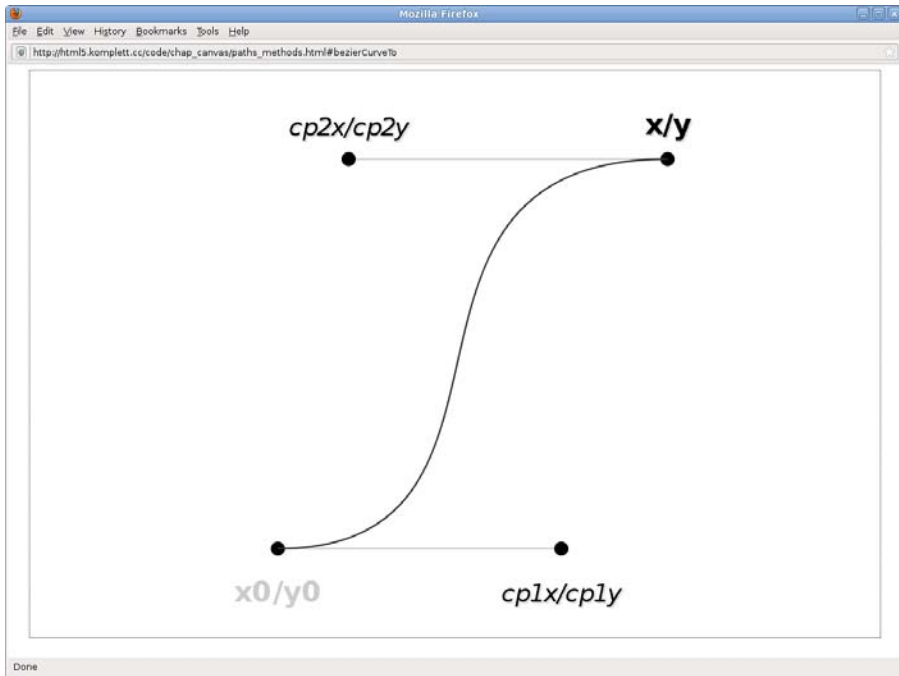 Mozilla Firefox
File Edit View History Bookmarks Tools Help
http://html5.komplett.cc/code/chap_canvas/paths_methods.html#bezierCurveTo
cp2x/cp2y x/y
x0/y0 cp1x/cp1y
Done